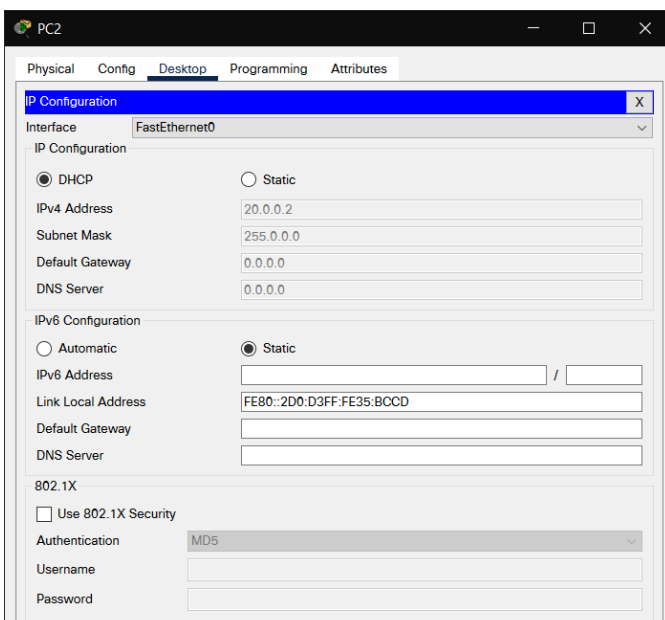 PC2
Physical Config Desktop Programming Attributes
IP Configuration X
Interface FastEthernet0
IP Configuration
DHCP Static
IPv4 Address 20.0.0.2
Subnet Mask 255.0.0.0
Default Gateway 0.0.0.0
DNS Server 0.0.0.0
IPv6 Configuration
Automatic Static
IPv6 Address /
Link Local Address FE80::2D0:D3FF:FE35:BCCD
Default Gateway
DNS Server
802.1X
Use 802.1X Security
Authentication MD5
Username
Password